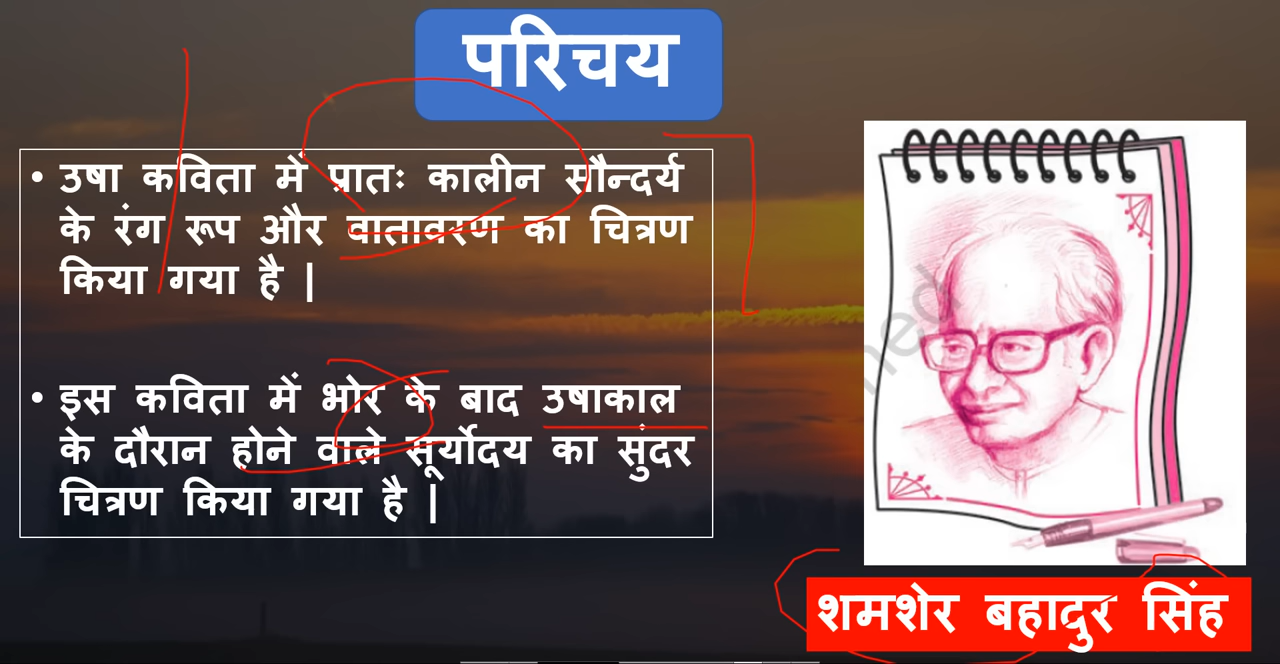 परिचय
• उषा कविता में प्रातः कालीन सौन्दर्य
के रंग रूप और वातावरण का चित्रण
किया गया है |
• इस कविता में भोर के बाद उषाकाल
के दौरान होने वाले सूर्योदय का सुंदर
चित्रण किया गया है |
शमशेर बहादुर सिंह